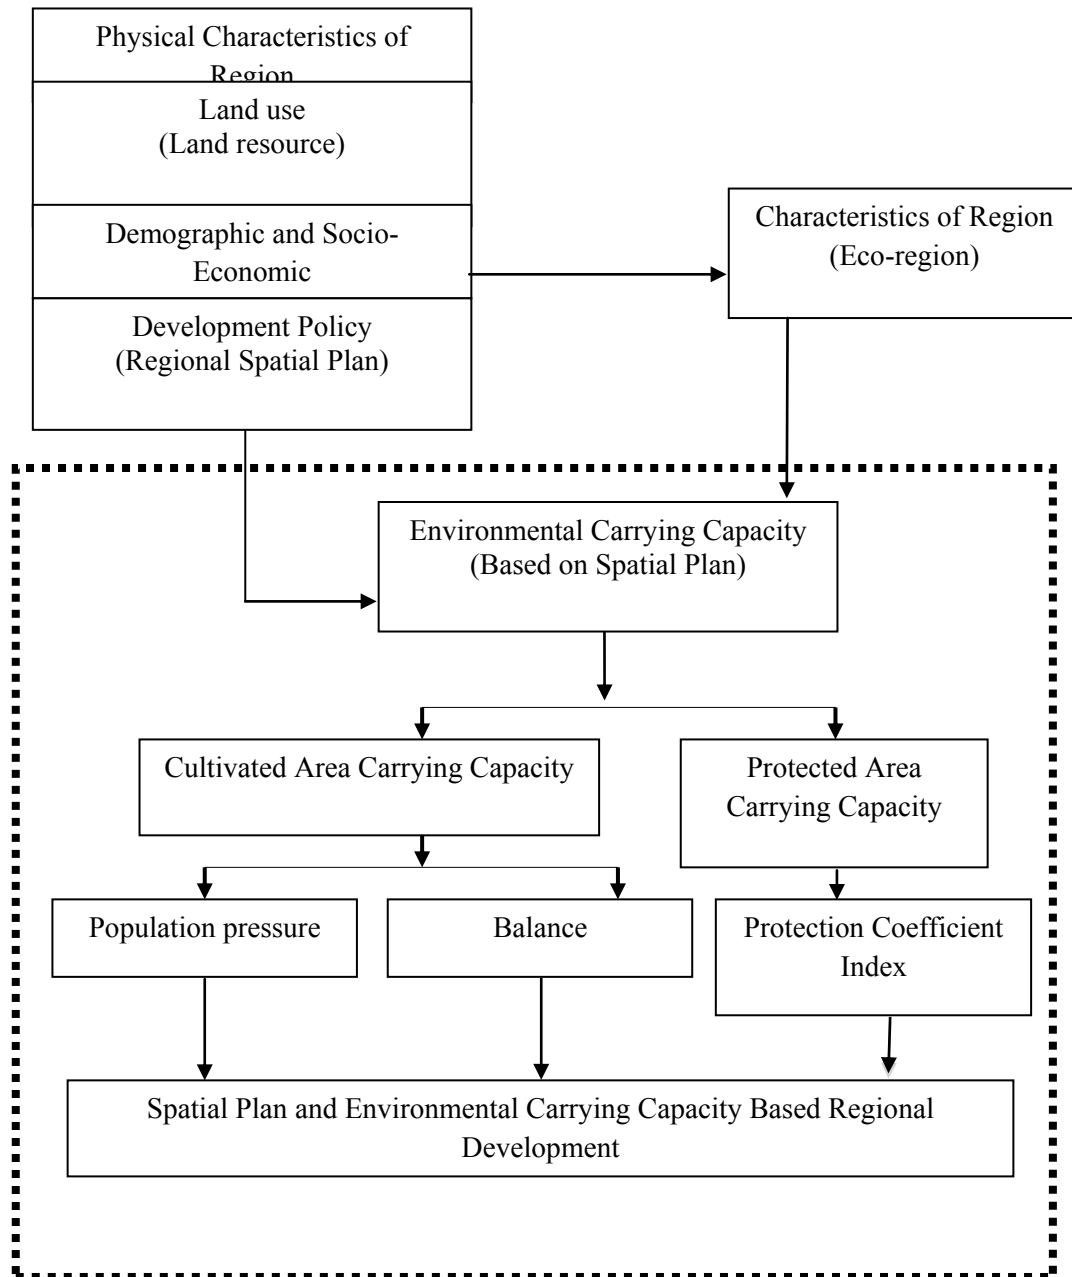 Physical Characteristics of
Region
Land use
(Land resource)
Demographic and Socio-
Economic
Development Policy
(Regional Spatial Plan)
Characteristics of Region
(Eco-region)
Environmental Carrying Capacity
(Based on Spatial Plan)
Cultivated Area Carrying Capacity
Protected Area
Carrying Capacity
Population pressure
Balance
Protection Coefficient
Index
Spatial Plan and Environmental Carrying Capacity Based Regional
Development